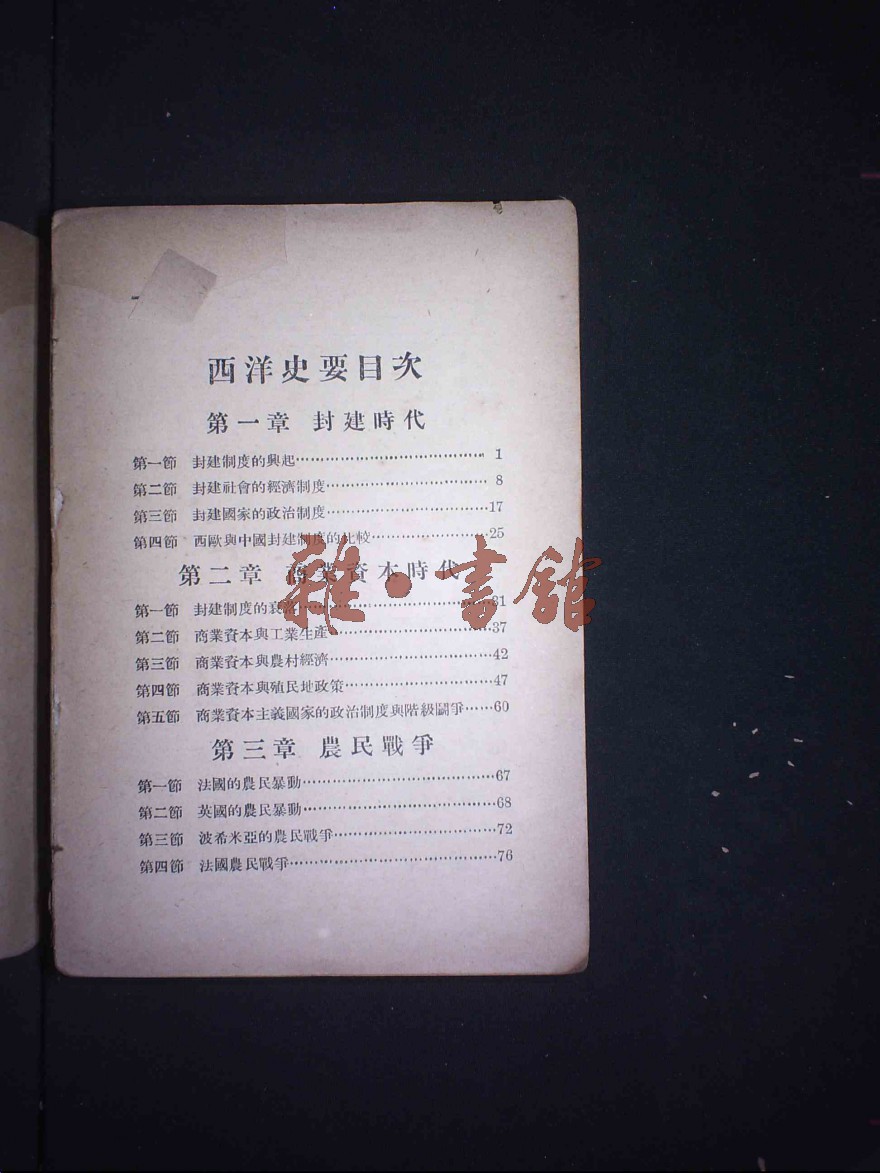 西洋史要目次
第一章 封建時代
第一節 封建制度的興起…………………………………… 1
第二節 封建社會的經濟制度…………………………… 8
第三節 封建國家的政治制度……………………………17
第四節 西歐與中國封建制度的比較……………………25
第二章 商業資本時代
第一節 封建制度的衰落…………………………………31
第二節 商業資本與工業生產……………………………37
第三節 商業資本與農村經濟……………………………42
第四節 商業資本與殖民地政策…………………………47
第五節 商業資本主義國家的政治制度與階級鬪爭……60
第三章 農民戰爭
第一節 法國的農民暴動…………………………………67
第二節 英國的農民暴動…………………………………68
第三節 波希米亞的農民戰爭……………………………72
第四節 法國農民戰爭……………………………………76
雜·書館